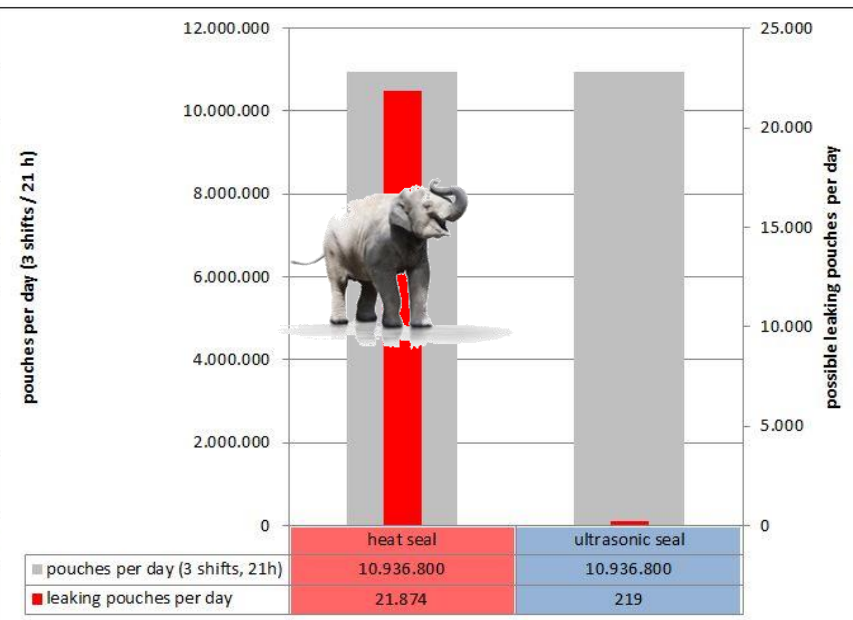 12.000.000
10.000.000
8.000.000
6.000.000
4.000.000
2.000.000
0
pouches per day (3 shifts / 21 h)
25.000
20.000
15.000
10.000
5.000
0
possible leaking pouches per day
heat seal ultrasonic seal
pouches per day (3 shifts, 21h) 10.936.800 10.936.800
leaking pouches per day 21.874 219